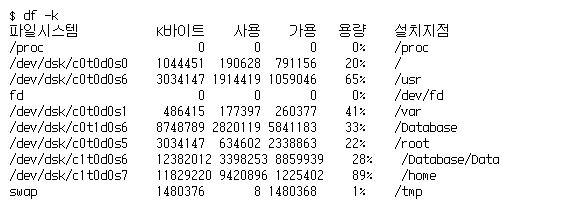 $ df -k
파일시스템 K바이트 사용 가용 용량 설치지점
/proc 0 0 0 0% /proc
/dev/dsk/c0t0d0s0 1044451 190628 791156 20% /
/dev/dsk/c0t0d0s6 3034147 1914419 1059046 65% /usr
fd 0 0 0 0% /dev/fd
/dev/dsk/c0t0d0s1 486415 177397 260377 41% /var
/dev/dsk/c0t1d0s6 8748789 2820119 5841183 33% /Database
/dev/dsk/c0t0d0s5 3034147 634602 2338863 22% /root
/dev/dsk/c1t0d0s6 12382012 3398253 8859939 28% /Database/Data
/dev/dsk/c1t0d0s7 11829220 9420896 1225402 89% /home
swap 1480376 8 1480368 1% /tmp